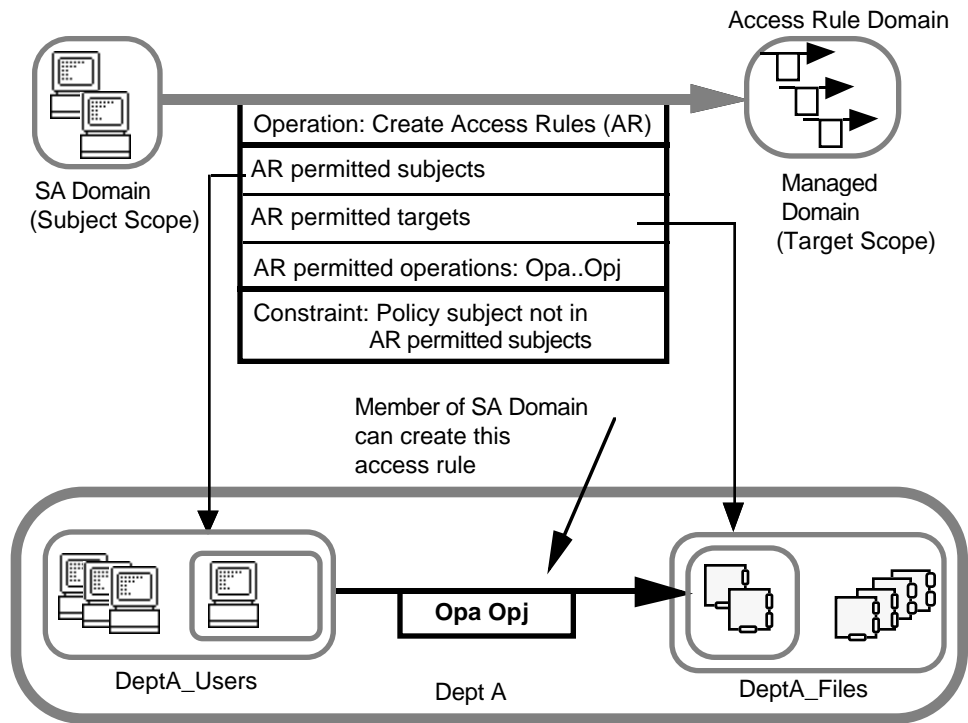 Access Rule Domain
Operation: Create Access Rules (AR)
AR permitted subjects
AR permitted targets
AR permitted operations: Opa..Opj
Constraint: Policy subject not in
AR permitted subjects
SA Domain
(Subject Scope)
Managed
Domain
(Target Scope)
Member of SA Domain
can create this
access rule
Opa Opj
DeptA_Users
Dept A
DeptA_Files